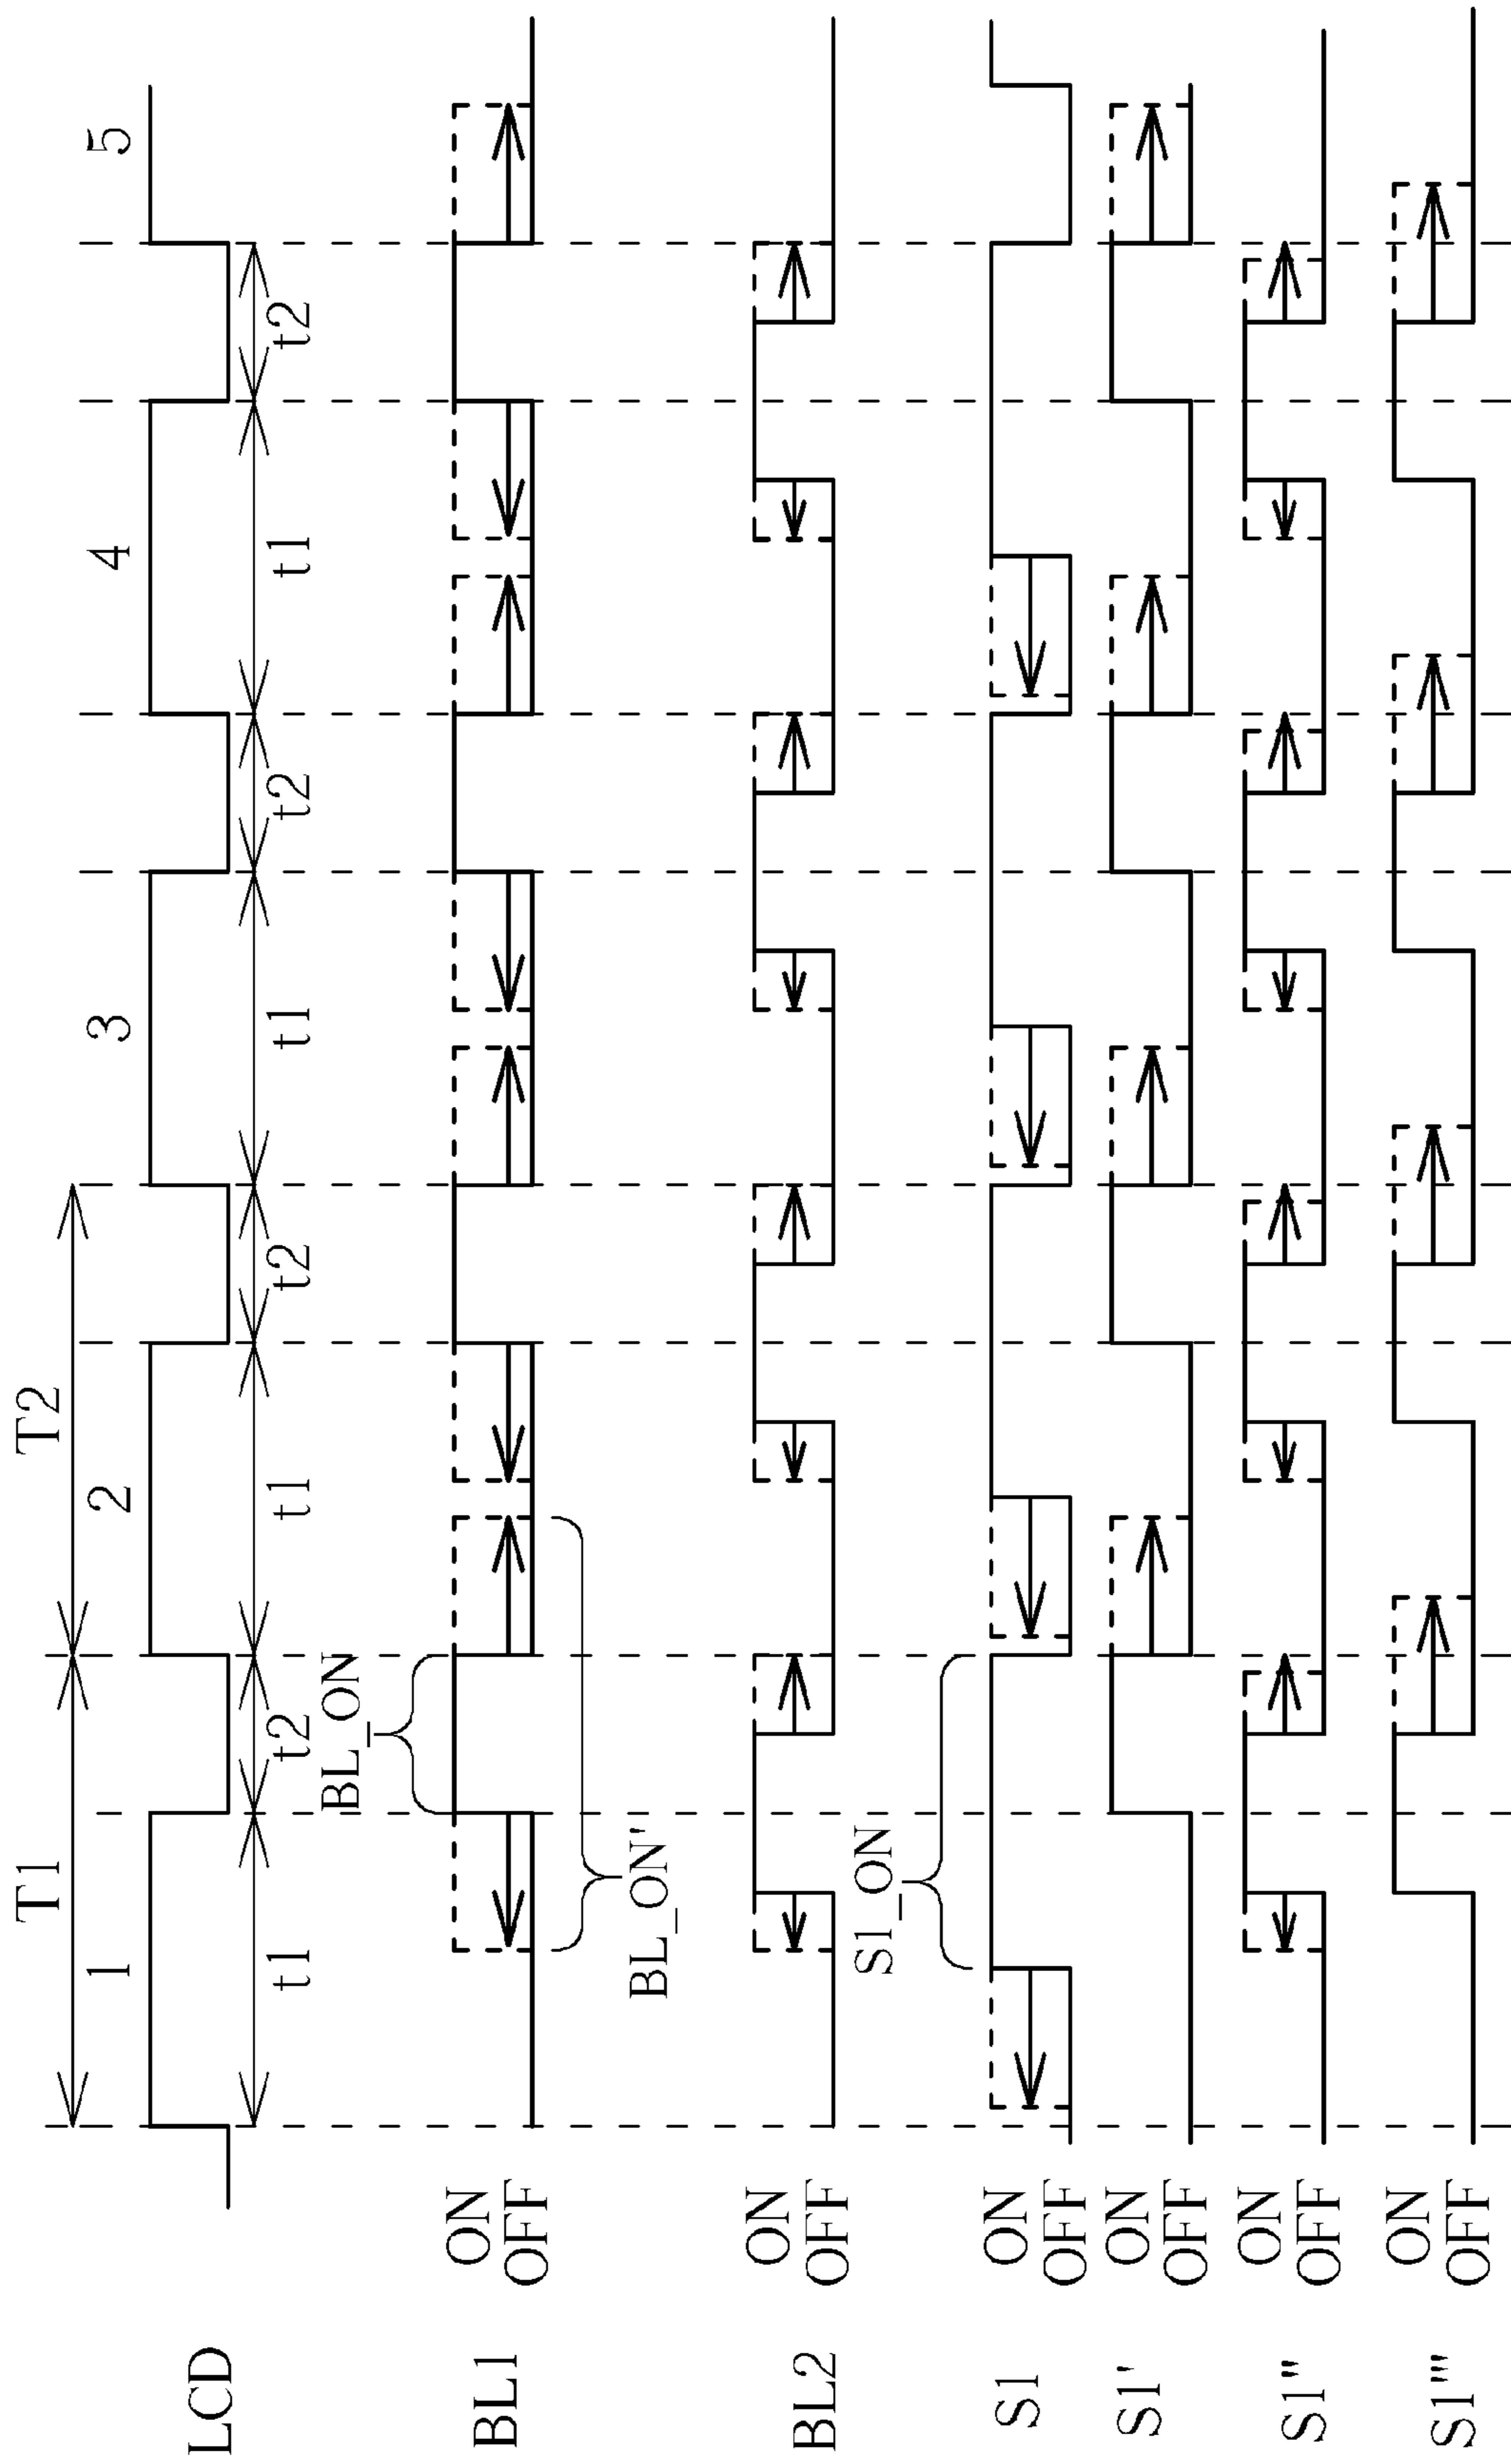 T1 T2
1 2 3 4 5
LCD
t1 t2 t1 t2 t1 t2 t1 t2
BL_ON
BL1 ON
OFF
BL_ON'
BL2 ON
OFF
S1_ON
S1 ON
OFF
S1' ON
OFF
S1'' ON
OFF
S1''' ON
OFF